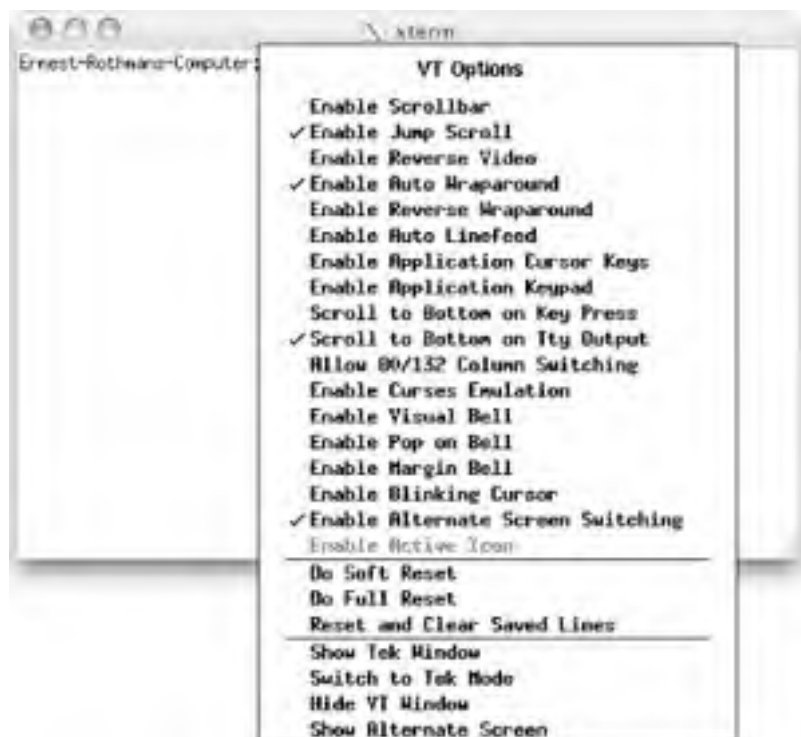 xterm
Ernest-Rothmans-Computer:
VT Options
Enable Scrollbar
✓Enable Jump Scroll
Enable Reverse Video
✓Enable Auto Wraparound
Enable Reverse Wraparound
Enable Auto Linefeed
Enable Application Cursor Keys
Enable Application Keypad
Scroll to Bottom on Key Press
✓Scroll to Bottom on Tty Output
Allow 80/132 Column Switching
Enable Curses Emulation
Enable Visual Bell
Enable Pop on Bell
Enable Margin Bell
Enable Blinking Cursor
✓Enable Alternate Screen Switching
Enable Active Icon
Do Soft Reset
Do Full Reset
Reset and Clear Saved Lines
Show Tek Window
Switch to Tek Mode
Hide VT Window
Show Alternate Screen